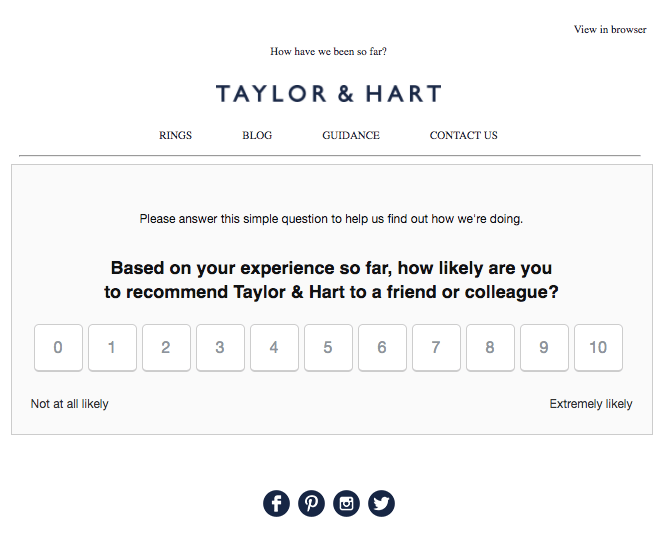 View in browser
How have we been so far?
TAYLOR & HART
RINGS BLOG GUIDANCE CONTACT US
Please answer this simple question to help us find out how we're doing.
Based on your experience so far, how likely are you
to recommend Taylor & Hart to a friend or colleague?
0 1 2 3 4 5 6 7 8 9 10
Not at all likely Extremely likely